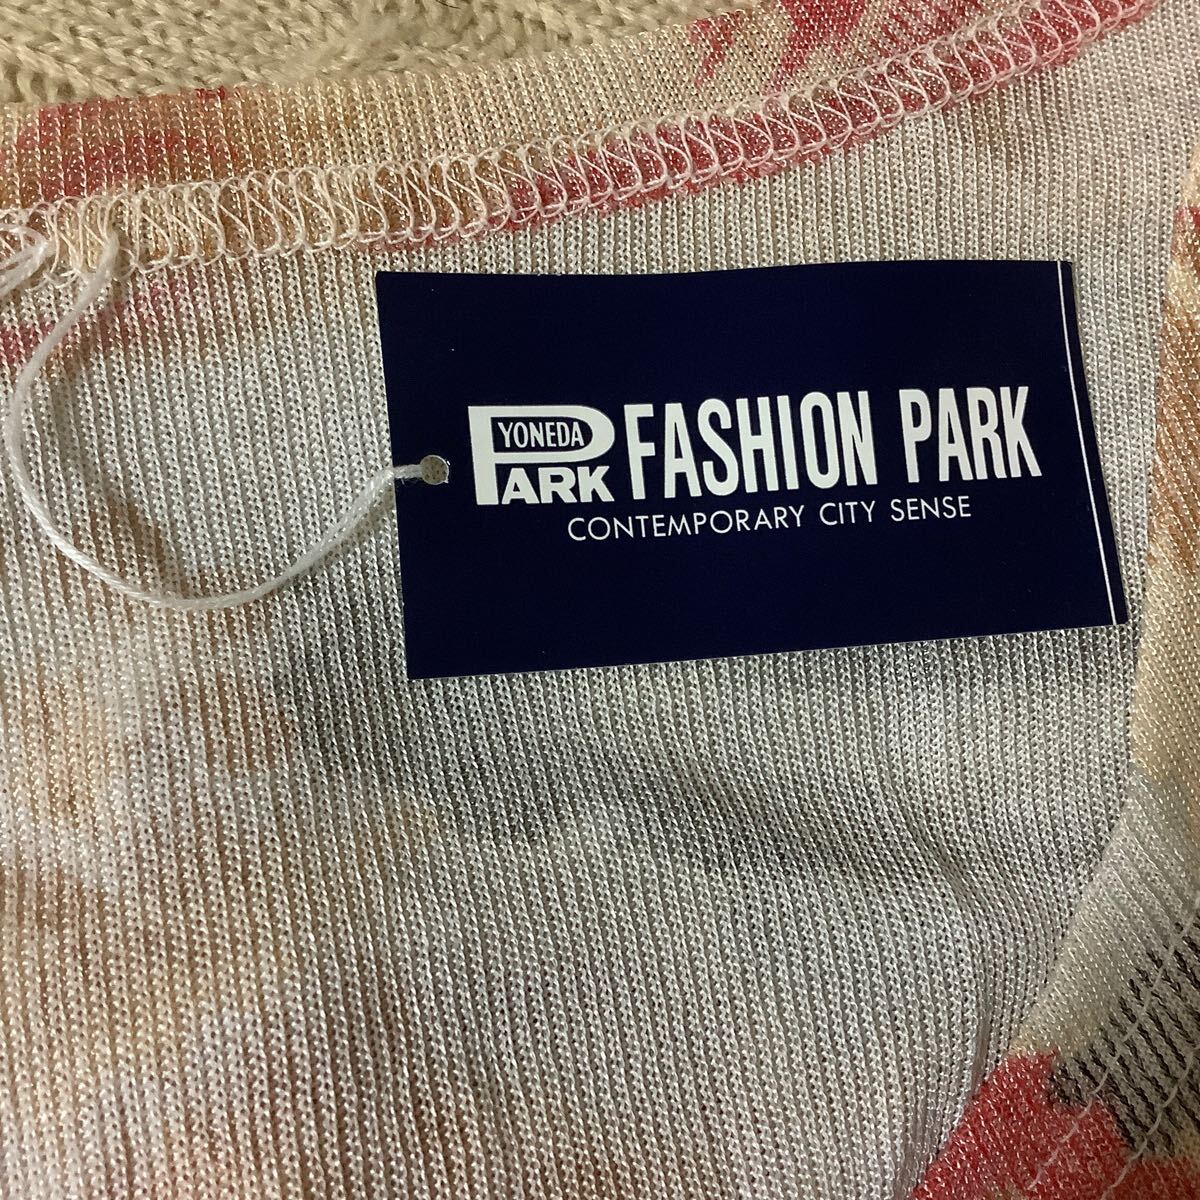 YONEDA
PARK FASHION PARK
CONTEMPORARY CITY SENSE